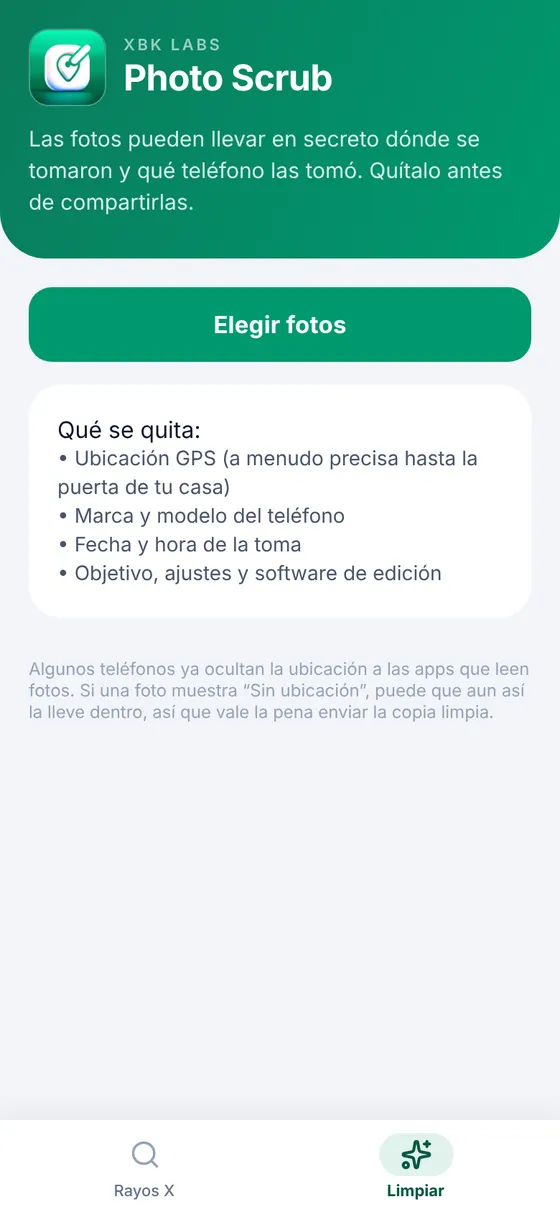 XBK LABS
Photo Scrub
Las fotos pueden llevar en secreto dónde se
tomaron y qué teléfono las tomó. Quítalo antes
de compartirlas.
Elegir fotos
Qué se quita:
• Ubicación GPS (a menudo precisa hasta la
puerta de tu casa)
• Marca y modelo del teléfono
• Fecha y hora de la toma
• Objetivo, ajustes y software de edición
Algunos teléfonos ya ocultan la ubicación a las apps que leen
fotos. Si una foto muestra “Sin ubicación”, puede que aun así
la lleve dentro, así que vale la pena enviar la copia limpia.
Rayos X
Limpiar